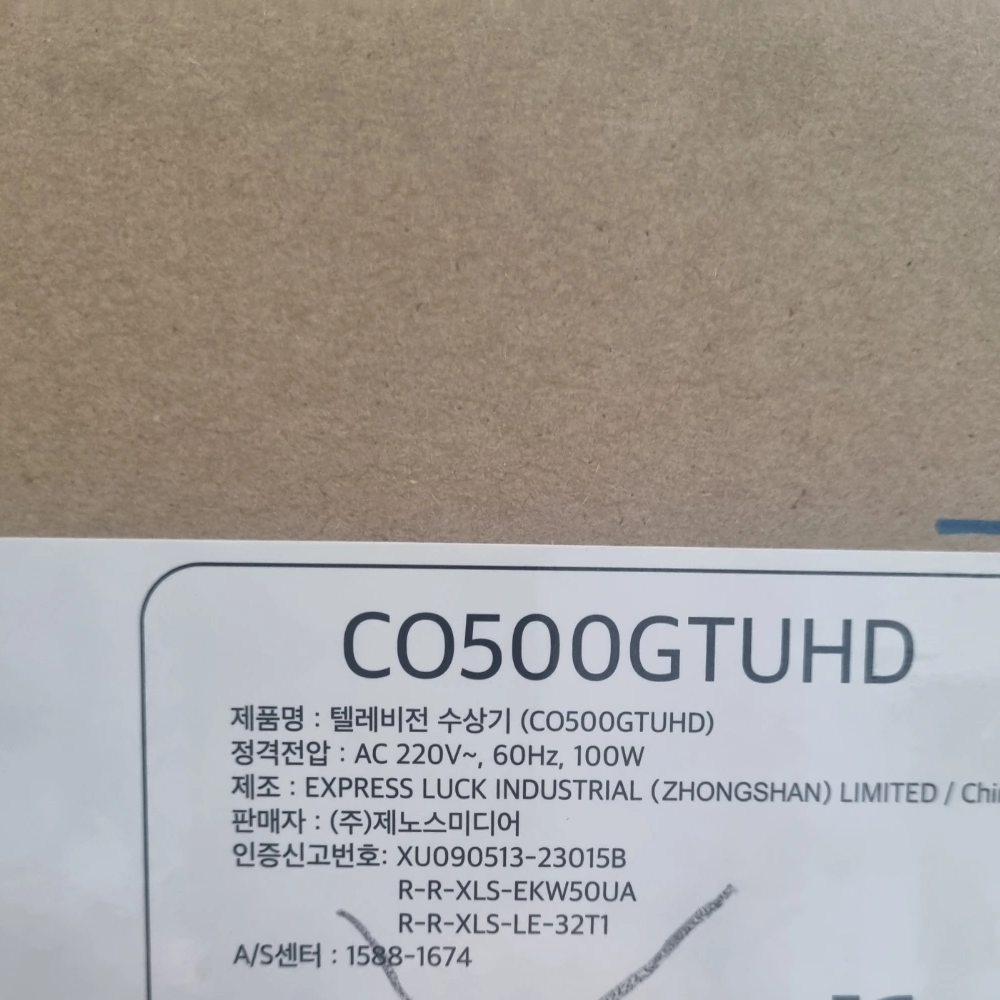 CO500GTUHD
제품명 : 텔레비전 수상기 (CO500GTUHD)
정격전압 : AC 220V~, 60Hz, 100W
제조 : EXPRESS LUCK INDUSTRIAL (ZHONGSHAN) LIMITED /
판매자 : (주)제노스미디어
인증신고번호: XU090513-23015B
R-R-XLS-EKW50UA
R-R-XLS-LE-32T1
A/S센터 : 1588-1674